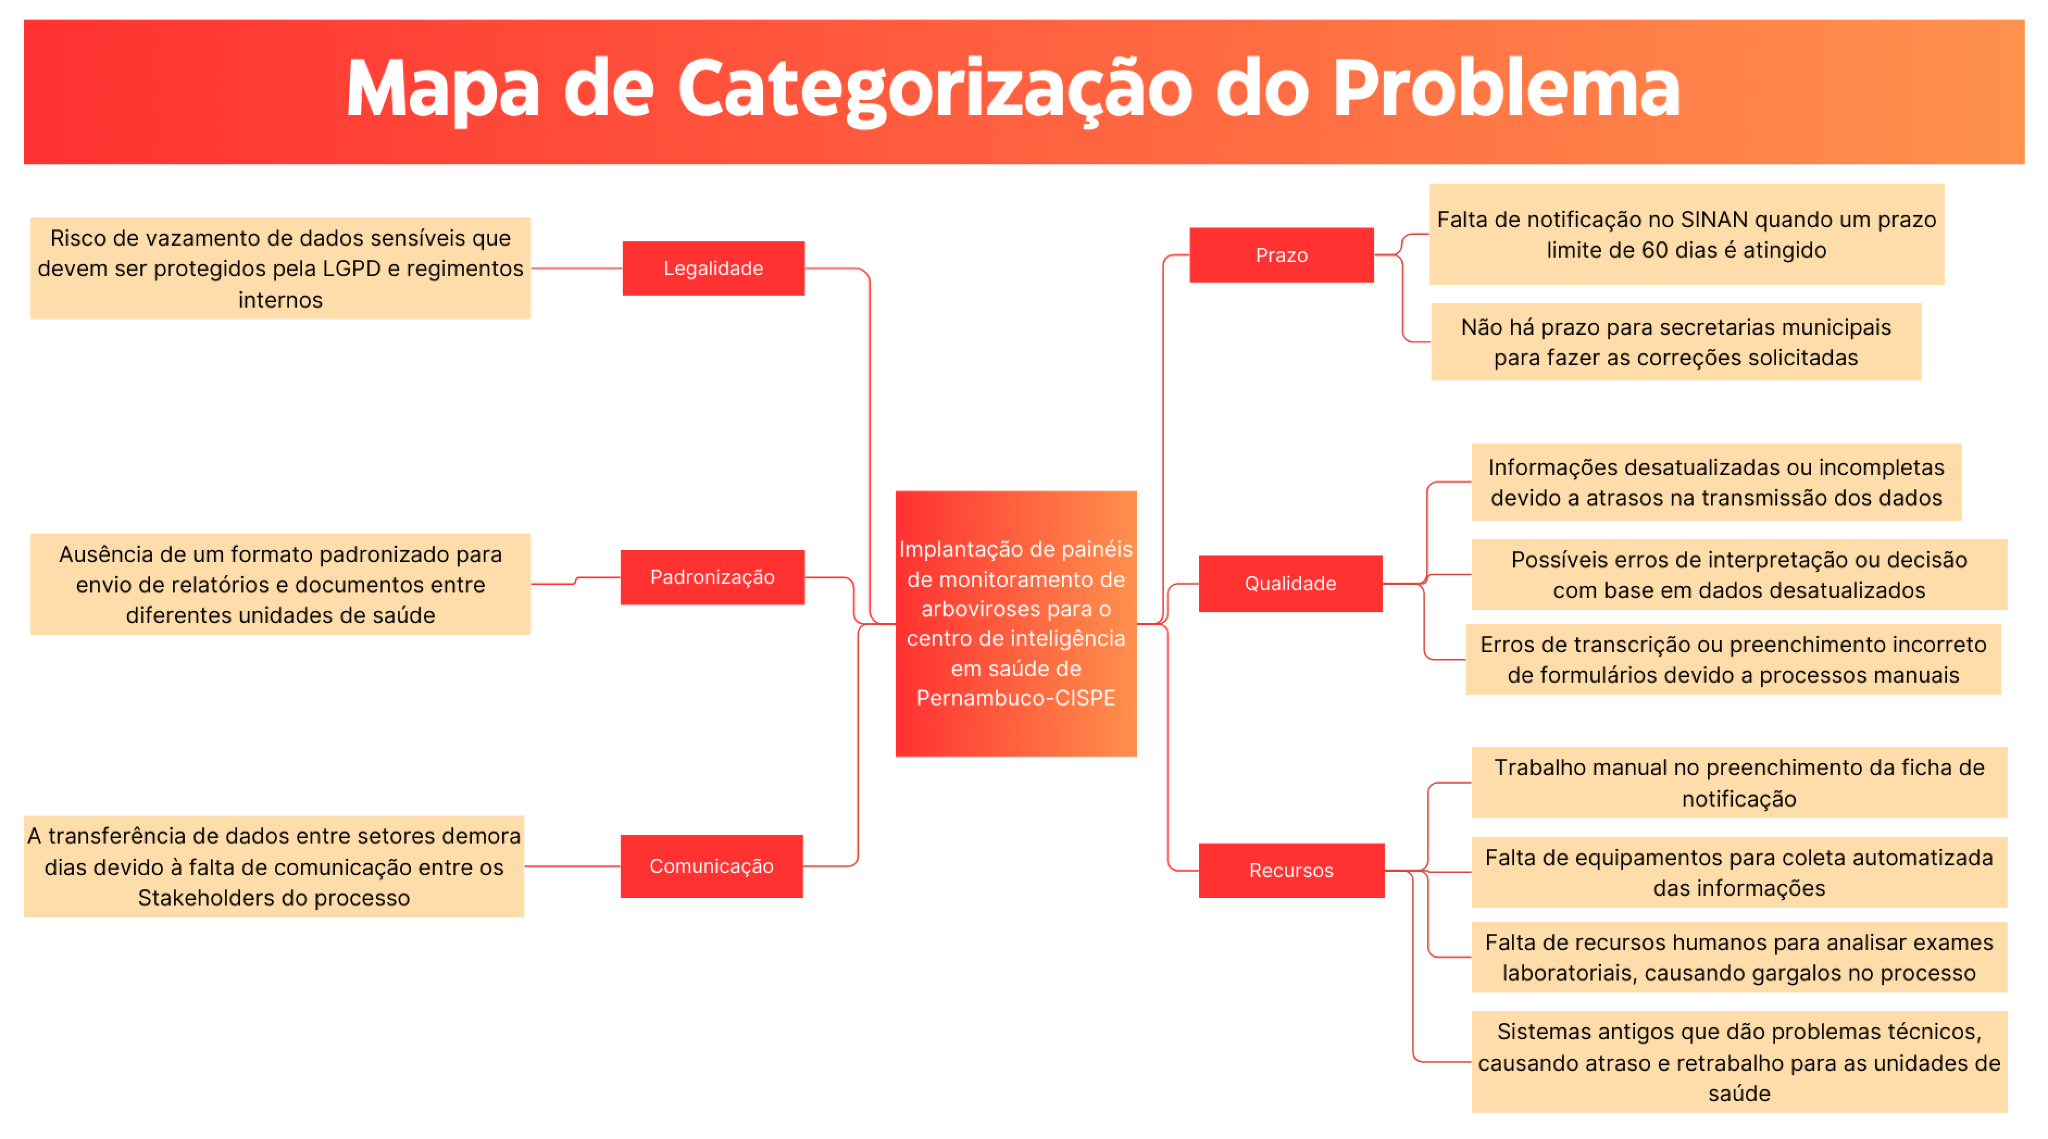 Mapa de Categorização do Problema
Risco de vazamento de dados sensíveis que
devem ser protegidos pela LGPD e regimentos
internos
Legalidade
Ausência de um formato padronizado para
envio de relatórios e documentos entre
diferentes unidades de saúde
Padronização
A transferência de dados entre setores demora
dias devido à falta de comunicação entre os
Stakeholders do processo
Comunicação
Implantação de painéis
de monitoramento de
arboviroses para o
centro de inteligência
em saúde de
Pernambuco-CISPE
Prazo
Falta de notificação no SINAN quando um prazo
limite de 60 dias é atingido
Não há prazo para secretarias municipais
para fazer as correções solicitadas
Qualidade
Informações desatualizadas ou incompletas
devido a atrasos na transmissão dos dados
Possíveis erros de interpretação ou decisão
com base em dados desatualizados
Erros de transcrição ou preenchimento incorreto
de formulários devido a processos manuais
Recursos
Trabalho manual no preenchimento da ficha de
notificação
Falta de equipamentos para coleta automatizada
das informações
Falta de recursos humanos para analisar exames
laboratoriais, causando gargalos no processo
Sistemas antigos que dão problemas técnicos,
causando atraso e retrabalho para as unidades de
saúde